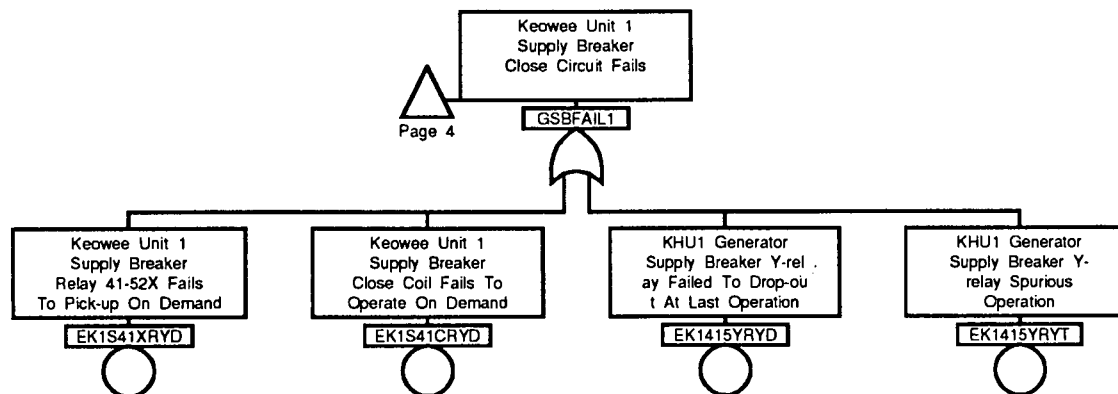 Keowee Unit 1
Supply Breaker
Close Circuit Fails
Page 4
GSBFAIL1
Keowee Unit 1
Supply Breaker
Relay 41-52X Fails
To Pick-up On Demand
EK1S41XRYD
Keowee Unit 1
Supply Breaker
Close Coil Fails To
Operate On Demand
EK1S41CRYD
KHU1 Generator
Supply Breaker Y-rel .
ay Failed To Drop-ou
t At Last Operation
EK1415YRYD
KHU1 Generator
Supply Breaker Y-
relay Spurious
Operation
EK1415YRYT